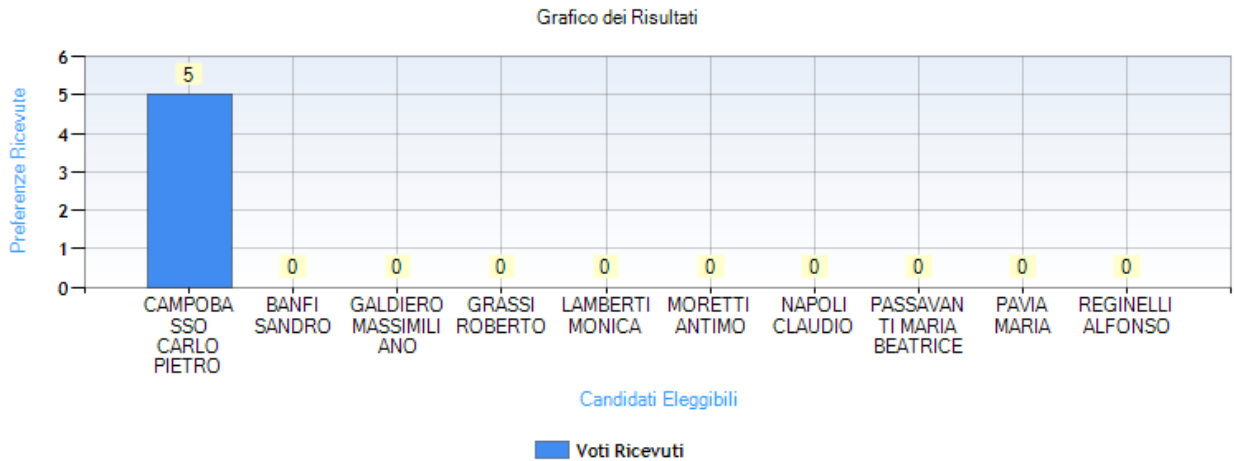 Grafico dei Risultati
Preferenze Ricevute
6
5
4
3
2
1
0
5
0
0
0
0
0
0
0
0
0
CAMPOBA
SSO
CARLO
PIETRO
BANFI
SANDRO
GALDIERO
MASSIMILI
ANO
GRASSI
ROBERTO
LAMBERTI
MONICA
MORETTI
ANTIMO
NAPOLI
CLAUDIO
PASSAVAN
TI MARIA
BEATRICE
PAVIA
MARIA
REGINELLI
ALFONSO
Candidati Eleggibili
Voti Ricevuti